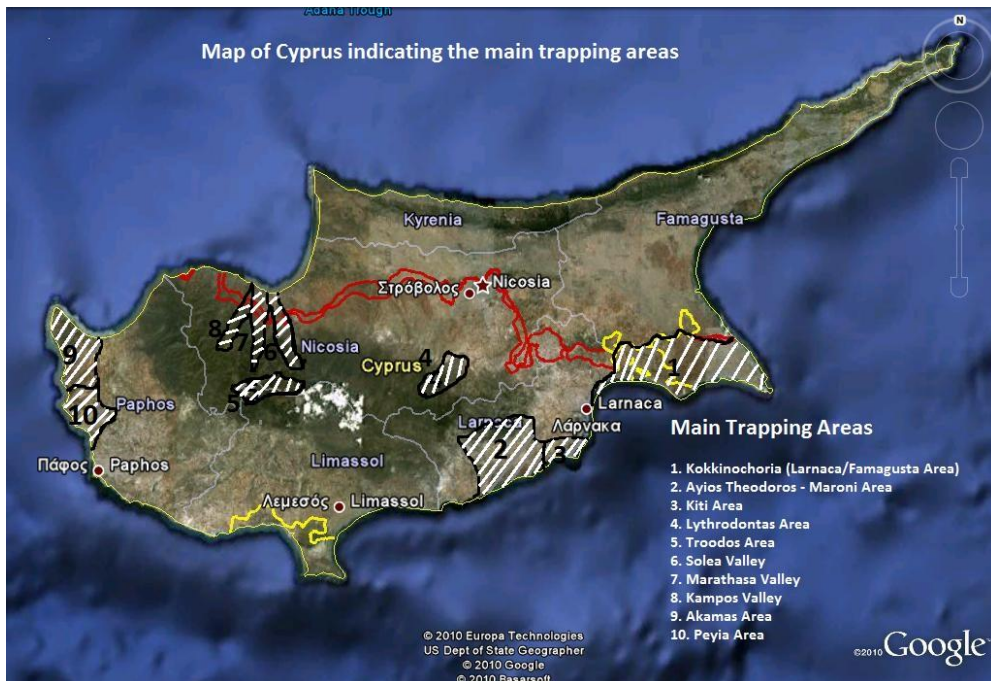 Adana Trough
Map of Cyprus indicating the main trapping areas
N
Kyrenia
Famagusta
Στρόβολος
Nicosia
8
7
6
Nicosia
Cyprus
4
9
5
1
10
Paphos
Larnaca
Larnaca
Λάρνακα
2
3
Πάφος
Paphos
Limassol
Λεμεσός
Limassol
Main Trapping Areas
1. Kokkinochoria (Larnaca/Famagusta Area)
2. Ayios Theodoros - Maroni Area
3. Kiti Area
4. Lythrodontas Area
5. Troodos Area
6. Solea Valley
7. Marathasa Valley
8. Kampos Valley
9. Akamas Area
10. Peyia Area
© 2010 Europa Technologies
US Dept of State Geographer
© 2010 Google
© 2010 Basarsoft
©2010 Google